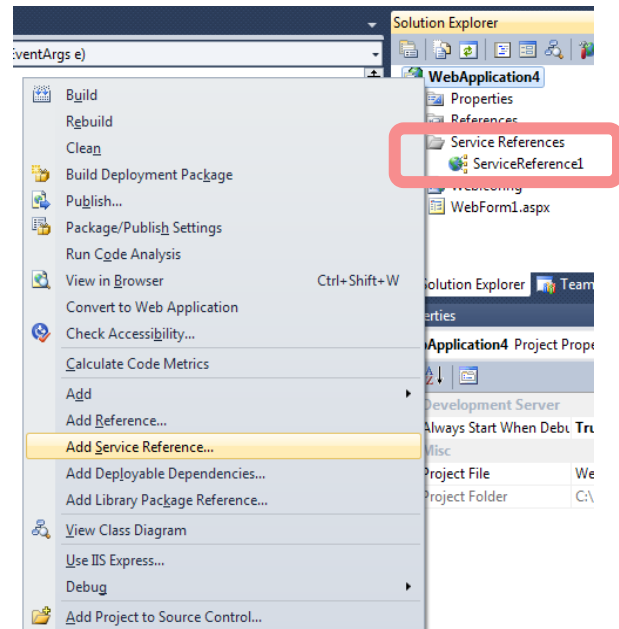 Solution Explorer
EventArgs e)
WebApplication4
Properties
References
Service References
ServiceReference1
Web.config
WebForm1.aspx
Build
Rebuild
Clean
Build Deployment Package
Publish...
Package/Publish Settings
Run Code Analysis
View in Browser Ctrl+Shift+W
Convert to Web Application
Check Accessibility...
Calculate Code Metrics
Add
Add Reference...
Add Service Reference...
Add Deployable Dependencies...
Add Library Package Reference...
View Class Diagram
Use IIS Express...
Debug
Add Project to Source Control...
Solution Explorer Team
erties
bApplication4 Project Prope
Development Server
Always Start When Debu Tru
Misc
Project File We
Project Folder C:\